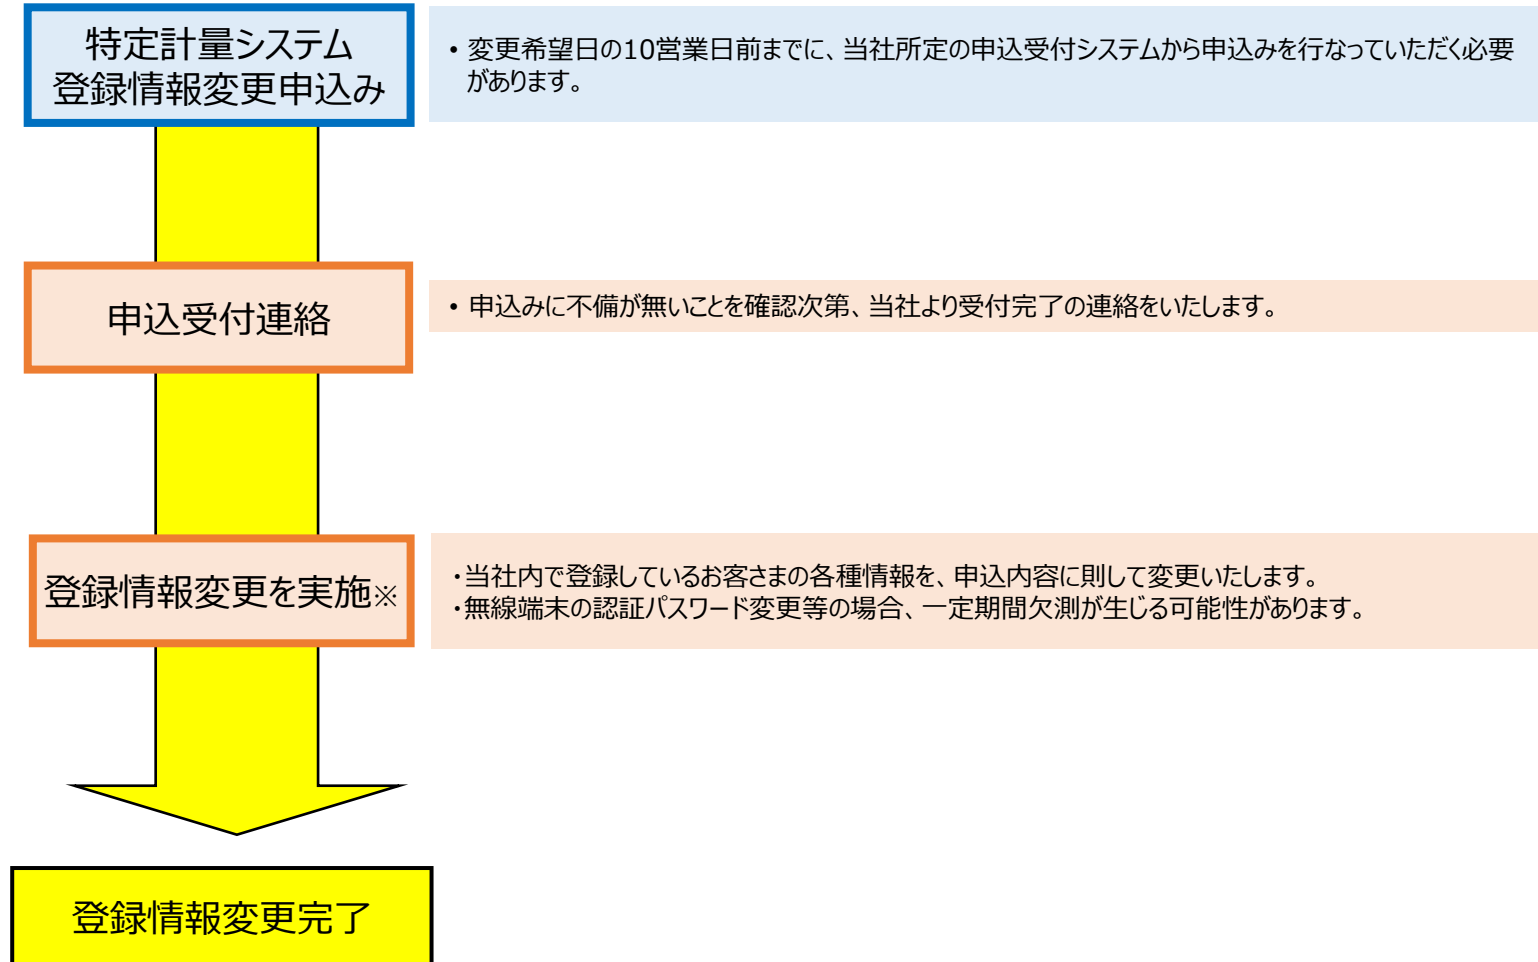 特定計量システム
登録情報変更申込み
• 変更希望日の10営業日前までに、当社所定の申込受付システムから申込みを行なっていただく必要
があります。
申込受付連絡
• 申込みに不備が無いことを確認次第、当社より受付完了の連絡をいたします。
登録情報変更を実施※
・当社内で登録しているお客さまの各種情報を、申込内容に則して変更いたします。
・無線端末の認証パスワード変更等の場合、一定期間欠測が生じる可能性があります。
登録情報変更完了